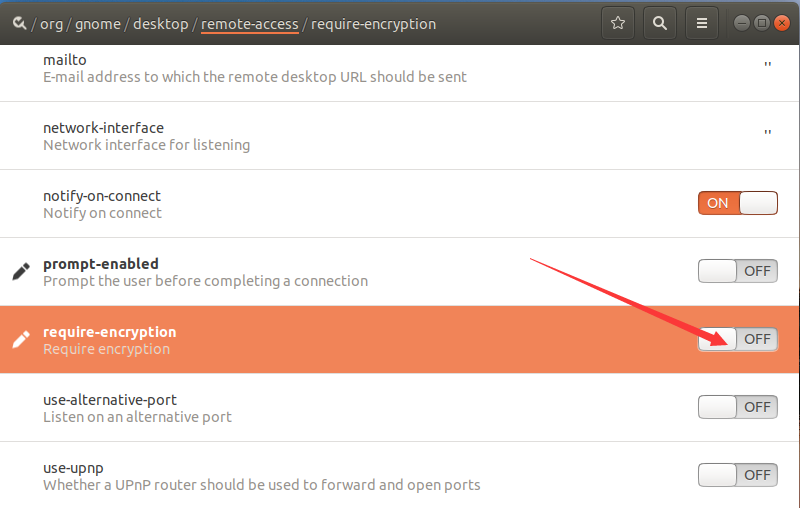 / org / gnome / desktop / remote-access / require-encryption
mailto
E-mail address to which the remote desktop URL should be sent
''
network-interface
Network interface for listening
''
notify-on-connect
Notify on connect
ON
prompt-enabled
Prompt the user before completing a connection
OFF
require-encryption
Require encryption
OFF
use-alternative-port
Listen on an alternative port
OFF
use-upnp
Whether a UPnP router should be used to forward and open ports
OFF